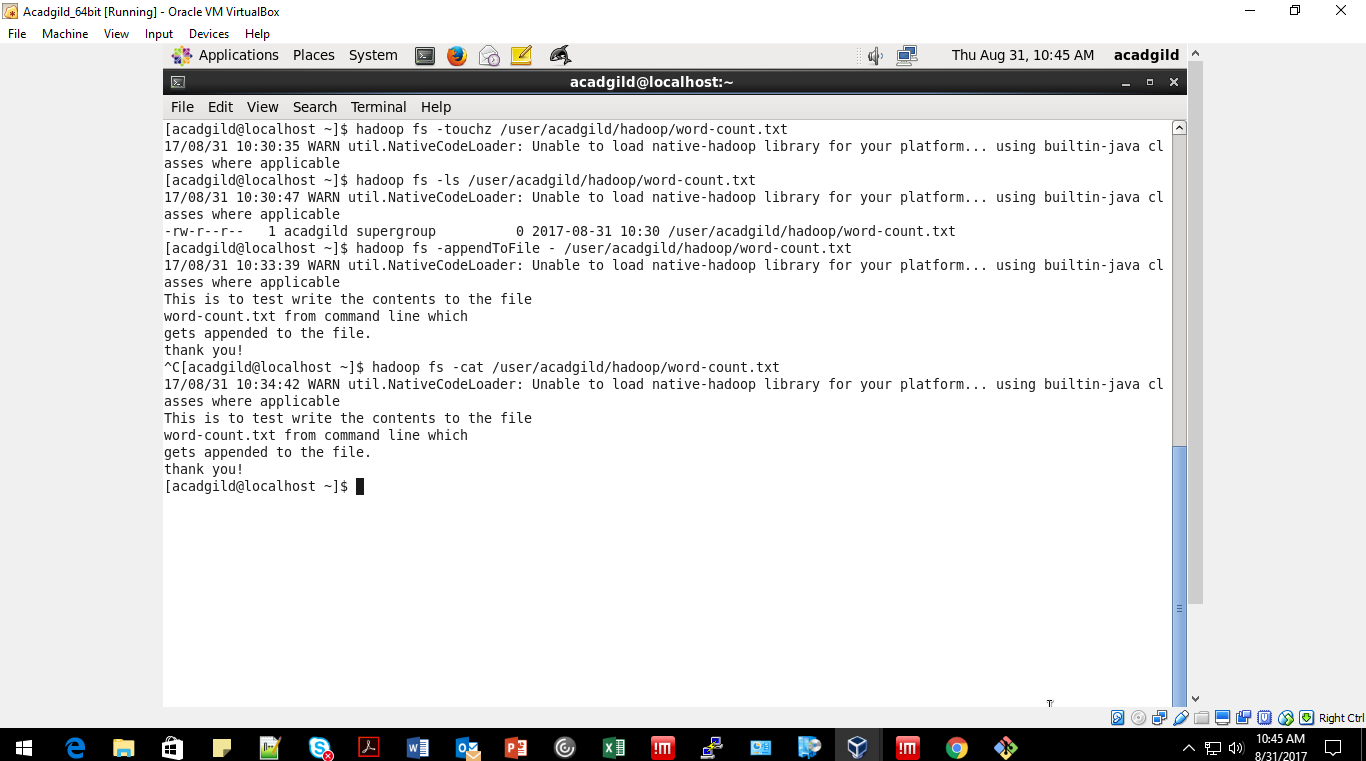 Acadgild_64bit [Running] - Oracle VM VirtualBox
File Machine View Input Devices Help
Applications Places System Thu Aug 31, 10:45 AM acadgild
acadgild@localhost:~
File Edit View Search Terminal Help
[acadgild@localhost ~]$ hadoop fs -touchz /user/acadgild/hadoop/word-count.txt
17/08/31 10:30:35 WARN util.NativeCodeLoader: Unable to load native-hadoop library for your platform... using builtin-java cl
asses where applicable
[acadgild@localhost ~]$ hadoop fs -ls /user/acadgild/hadoop/word-count.txt
17/08/31 10:30:47 WARN util.NativeCodeLoader: Unable to load native-hadoop library for your platform... using builtin-java cl
asses where applicable
-rw-r--r--   1 acadgild supergroup          0 2017-08-31 10:30 /user/acadgild/hadoop/word-count.txt
[acadgild@localhost ~]$ hadoop fs -appendToFile - /user/acadgild/hadoop/word-count.txt
17/08/31 10:33:39 WARN util.NativeCodeLoader: Unable to load native-hadoop library for your platform... using builtin-java cl
asses where applicable
This is to test write the contents to the file
word-count.txt from command line which
gets appended to the file.
thank you!
^C[acadgild@localhost ~]$ hadoop fs -cat /user/acadgild/hadoop/word-count.txt
17/08/31 10:34:42 WARN util.NativeCodeLoader: Unable to load native-hadoop library for your platform... using builtin-java cl
asses where applicable
This is to test write the contents to the file
word-count.txt from command line which
gets appended to the file.
thank you!
[acadgild@localhost ~]$
Right Ctrl
10:45 AM
8/31/2017